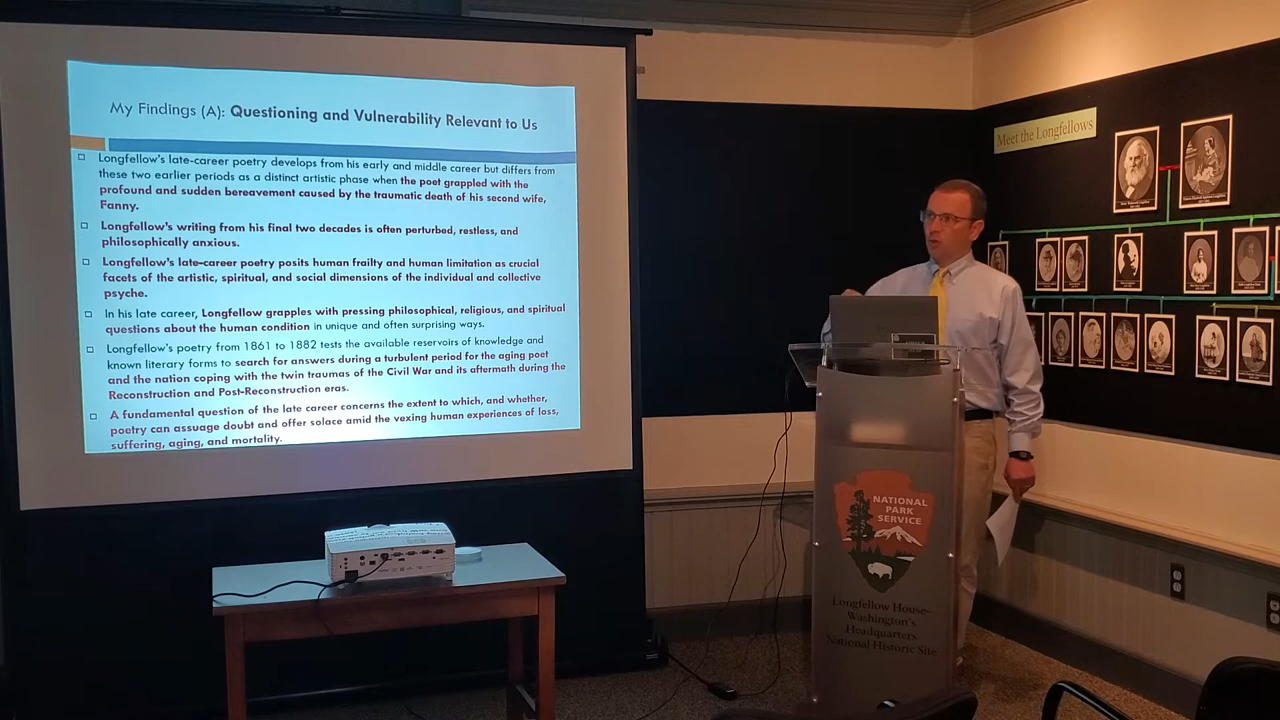 My Findings (A): Questioning and Vulnerability Relevant to Us
Longfellow's late-career poetry develops from his early and middle career but differs from
these two earlier periods as a distinct artistic phase when the poet grappled with the
profound and sudden bereavement caused by the traumatic death of his second wife,
Fanny.
Longfellow's writing from his final two decades is often perturbed, restless, and
philosophically anxious.
Longfellow's late-career poetry posits human frailty and human limitation as crucial
facets of the artistic, spiritual, and social dimensions of the individual and collective
psyche.
In his late career, Longfellow grapples with pressing philosophical, religious, and spiritual
questions about the human condition in unique and often surprising ways.
Longfellow's poetry from 1861 to 1882 tests the available reservoirs of knowledge and
known literary forms to search for answers during a turbulent period for the aging poet
and the nation coping with the twin traumas of the Civil War and its aftermath during the
Reconstruction and Post-Reconstruction eras.
A fundamental question of the late career concerns the extent to which, and whether,
poetry can assuage doubt and offer solace amid the vexing human experiences of loss,
suffering, aging, and mortality.
Meet the Longfellows
NATIONAL
PARK
SERVICE
Longfellow House-
Washington's
Headquarters
National Historic Site